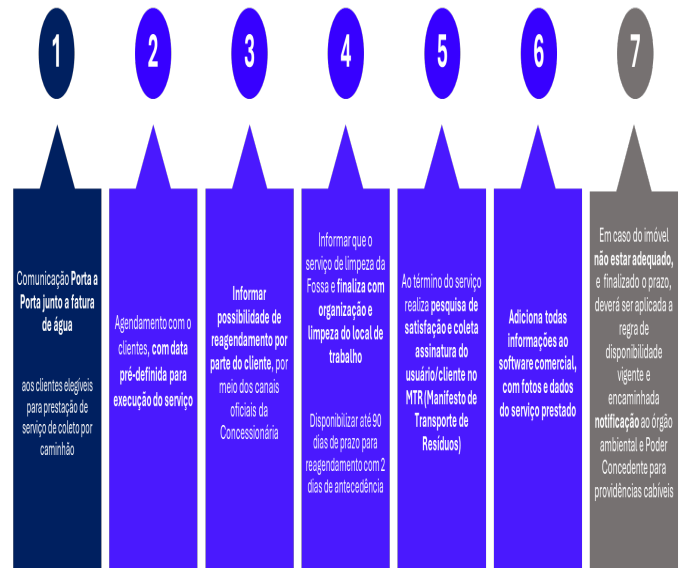 1
Comunicação Porta a
Porta junto a fatura
de água
aos clientes elegíveis
para prestação de
serviço de coleto por
caminhão
2
Agendamento com o
clientes, com data
pré-definida para
execução do serviço
3
Informar
possibilidade de
reagendamento por
parte do cliente, por
meio dos canais
oficiais da
Concessionária
4
Informar que o
serviço de limpeza da
Fossa e finaliza com
organização e
limpeza do local de
trabalho
Disponibilizar até 90
dias de prazo para
reagendamento com 2
dias de antecedência
5
Ao término do serviço
realiza pesquisa de
satisfação e coleta
assinatura do
usuário/cliente no
MTR (Manifesto de
Transporte de
Resíduos)
6
Adiciona todas
informações ao
software comercial,
com fotos e dados
do serviço prestado
7
Em caso do imóvel
não estar adequado,
e finalizado o prazo,
deverá ser aplicada a
regra de
disponibilidade
vigente e
encaminhada
notificação ao órgão
ambiental e Poder
Concedente para
providências cabíveis